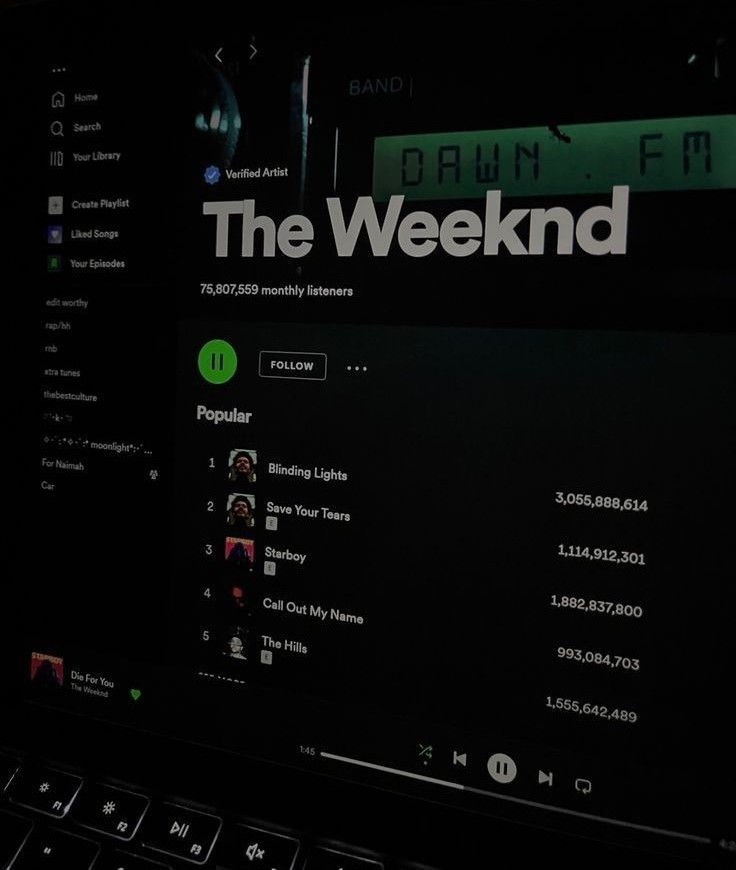 Home
Search
Your Library
Create Playlist
Liked Songs
Your Episodes
edit worthy
rap/hh
rnb
xtra tunes
thebestculture
moonlight
For Naimah
Car
BAND
DAWN . FM
Verified Artist
The Weeknd
75,807,559 monthly listeners
FOLLOW
Popular
1 Blinding Lights 3,055,888,614
2 Save Your Tears 1,114,912,301
E
3 Starboy 1,882,837,800
E
4 Call Out My Name 993,084,703
5 The Hills 1,555,642,489
E
STARBOY
STARBOY
Die For You
The Weeknd
1:45
F1
F2
F3